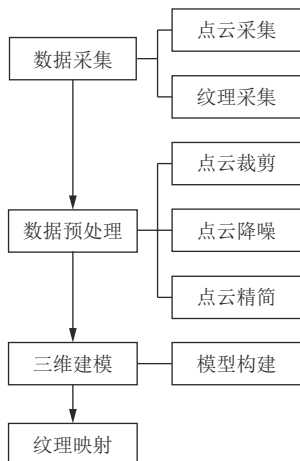 点云采集
数据采集
纹理采集
点云裁剪
数据预处理
点云降噪
点云精简
三维建模
模型构建
纹理映射